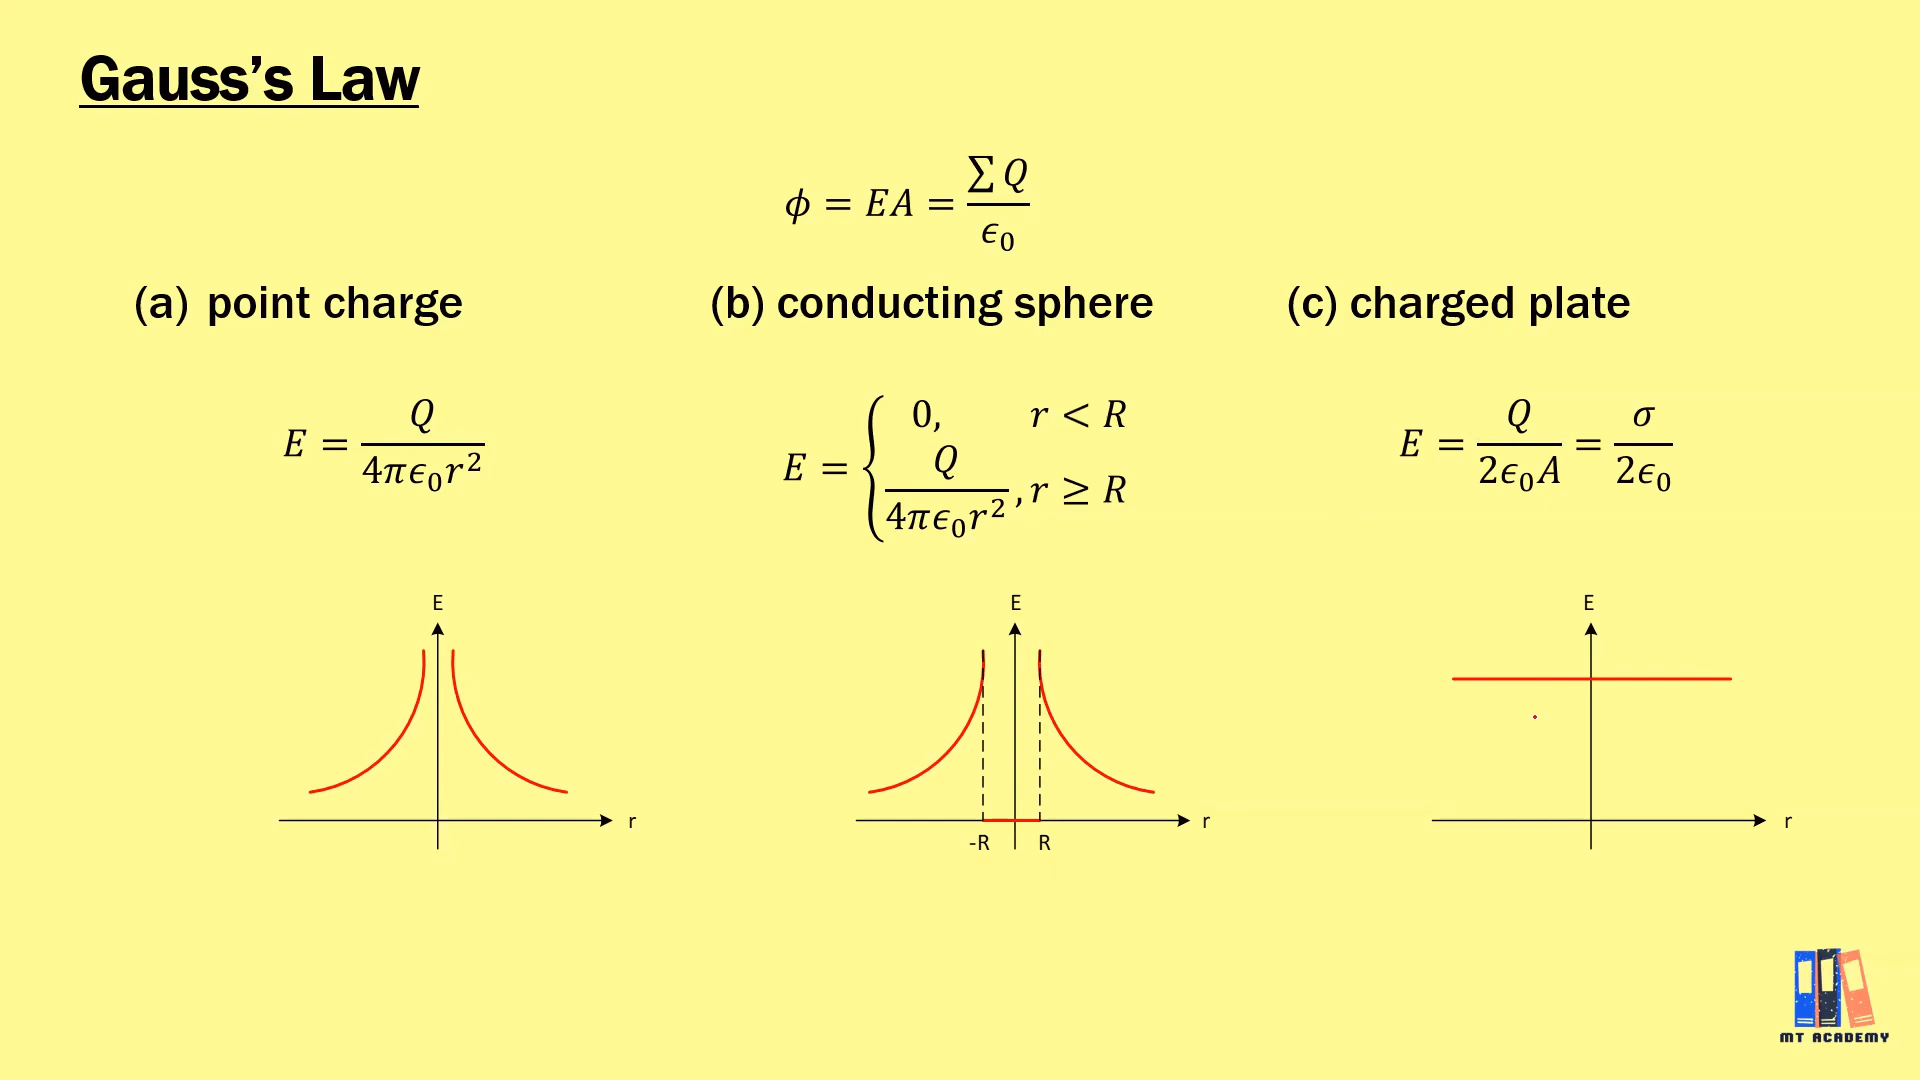 Gauss’s Law
ϕ = EA = ∑ Q / ϵ₀
(a) point charge
(b) conducting sphere
(c) charged plate
E = Q / 4πϵ₀r²
E = { 0, r < R
Q / 4πϵ₀r² , r ≥ R
E = Q / 2ϵ₀A = σ / 2ϵ₀
E
r
E
-R
R
r
E
r
MT ACADEMY